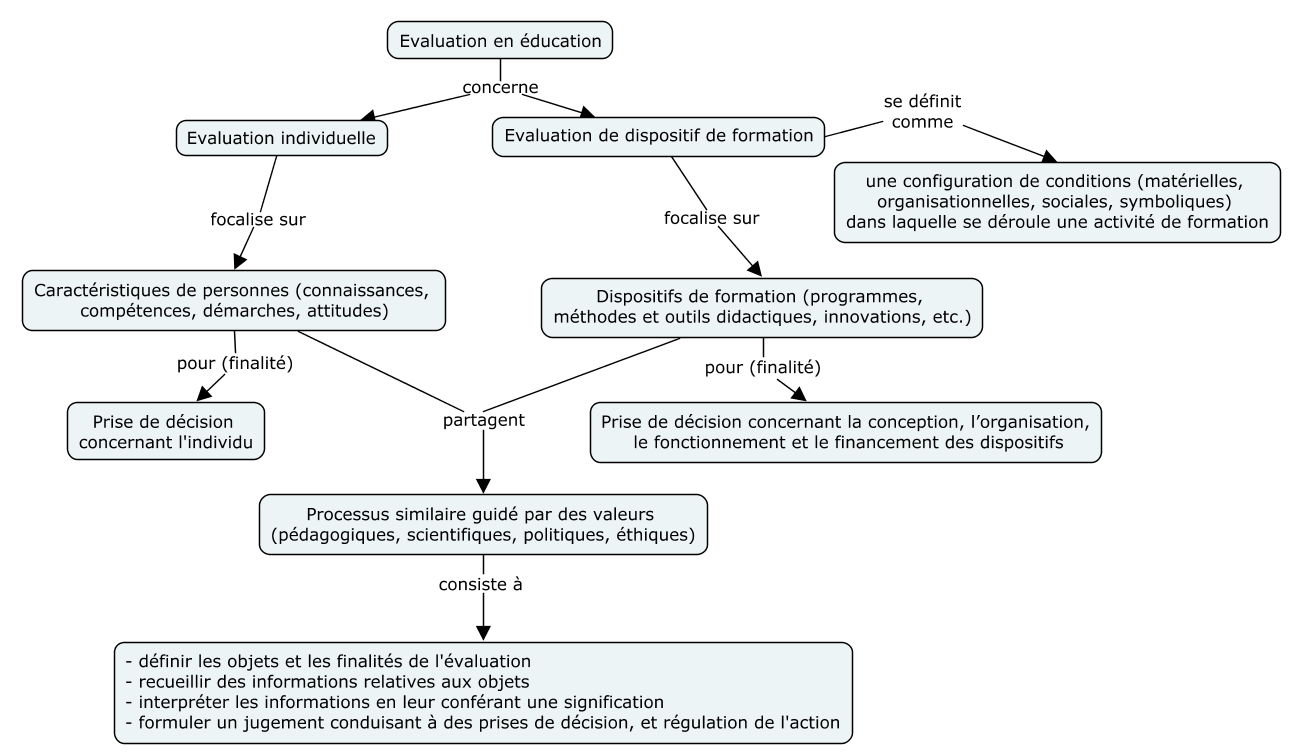 Evaluation en éducation
concerne
se définit
comme
Evaluation individuelle
Evaluation de dispositif de formation
une configuration de conditions (matérielles,
organisationnelles, sociales, symboliques)
dans laquelle se déroule une activité de formation
focalise sur
focalise sur
Caractéristiques de personnes (connaissances,
compétences, démarches, attitudes)
Dispositifs de formation (programmes,
méthodes et outils didactiques, innovations, etc.)
pour (finalité)
pour (finalité)
Prise de décision
concernant l'individu
partagent
Prise de décision concernant la conception, l’organisation,
le fonctionnement et le financement des dispositifs
Processus similaire guidé par des valeurs
(pédagogiques, scientifiques, politiques, éthiques)
consiste à
- définir les objets et les finalités de l'évaluation
- recueillir des informations relatives aux objets
- interpréter les informations en leur conférant une signification
- formuler un jugement conduisant à des prises de décision, et régulation de l'action